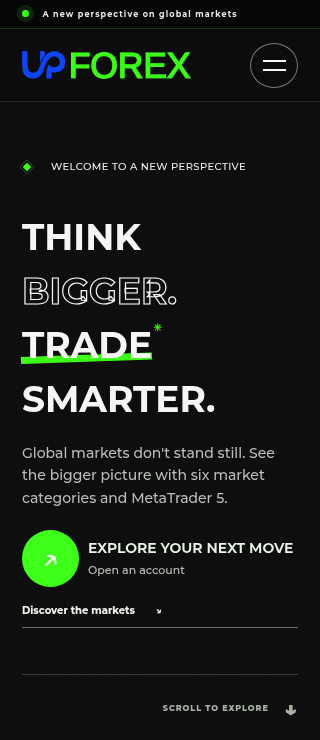 A new perspective on global markets
UPFOREX
WELCOME TO A NEW PERSPECTIVE
THINK
BIGGER.
TRADE*
SMARTER.
Global markets don't stand still. See
the bigger picture with six market
categories and MetaTrader 5.
EXPLORE YOUR NEXT MOVE
Open an account
Discover the markets
SCROLL TO EXPLORE